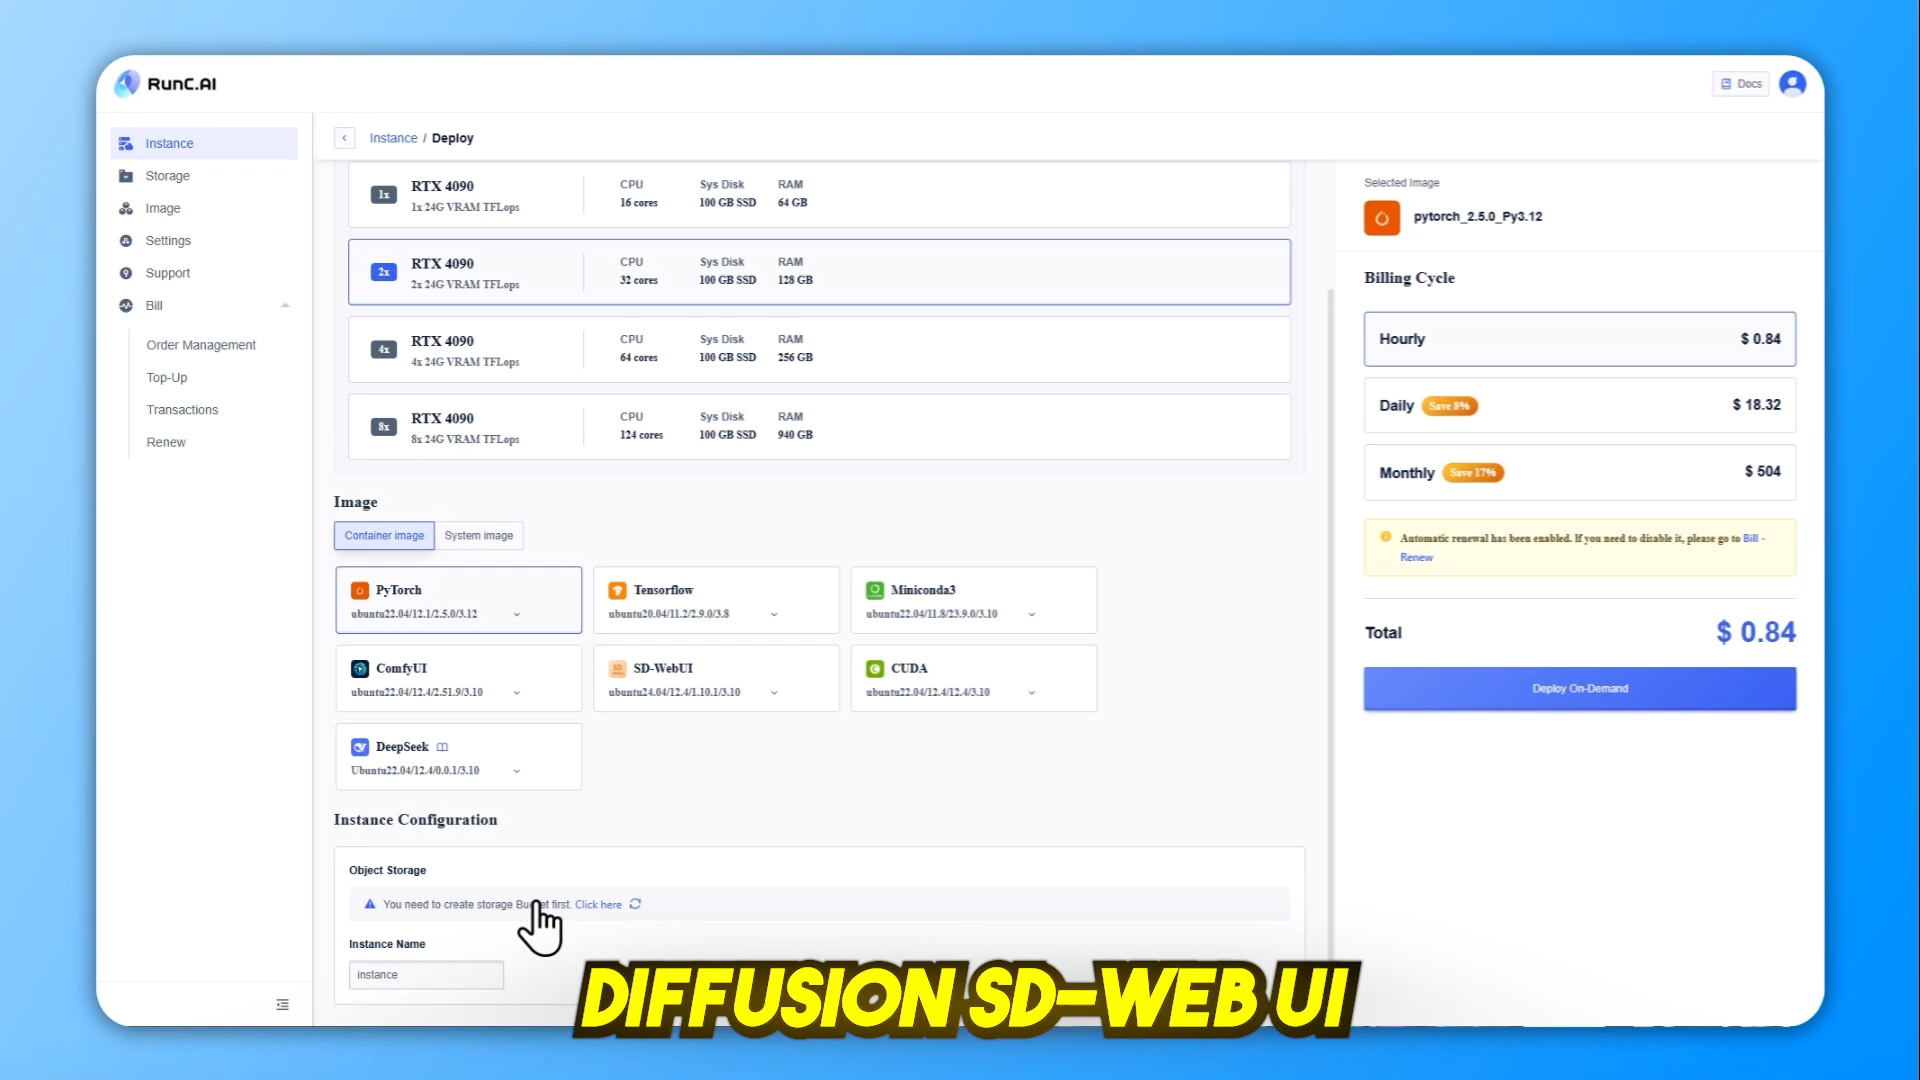 RunC.AI
Docs
Instance
Storage
Image
Settings
Support
Bill
Order Management
Top-Up
Transactions
Renew
Instance / Deploy
1x
RTX 4090
1x 24G VRAM TFLops
CPU
16 cores
Sys Disk
100 GB SSD
RAM
64 GB
2x
RTX 4090
2x 24G VRAM TFLops
CPU
32 cores
Sys Disk
100 GB SSD
RAM
128 GB
4x
RTX 4090
4x 24G VRAM TFLops
CPU
64 cores
Sys Disk
100 GB SSD
RAM
256 GB
8x
RTX 4090
8x 24G VRAM TFLops
CPU
124 cores
Sys Disk
100 GB SSD
RAM
940 GB
Image
Container image
System image
PyTorch
ubuntu22.04/12.1/2.5.0/3.12
Tensorflow
ubuntu20.04/11.2/2.9.0/3.8
Miniconda3
ubuntu22.04/11.8/23.9.0/3.10
ComfyUI
ubuntu22.04/12.4/2.51.9/3.10
SD-WebUI
ubuntu24.04/12.4/1.10.1/3.10
CUDA
ubuntu22.04/12.4/12.4/3.10
DeepSeek
Ubuntu22.04/12.4/0.0.1/3.10
Instance Configuration
Object Storage
You need to create storage Bucket first. Click here
Instance Name
instance
Selected Image
pytorch_2.5.0_Py3.12
Billing Cycle
Hourly
$ 0.84
Daily
Save 8%
$ 18.32
Monthly
Save 17%
$ 504
Automatic renewal has been enabled. If you need to disable it, please go to Bill -
Renew
Total
$ 0.84
Deploy On-Demand
DIFFUSION SD-WEB UI